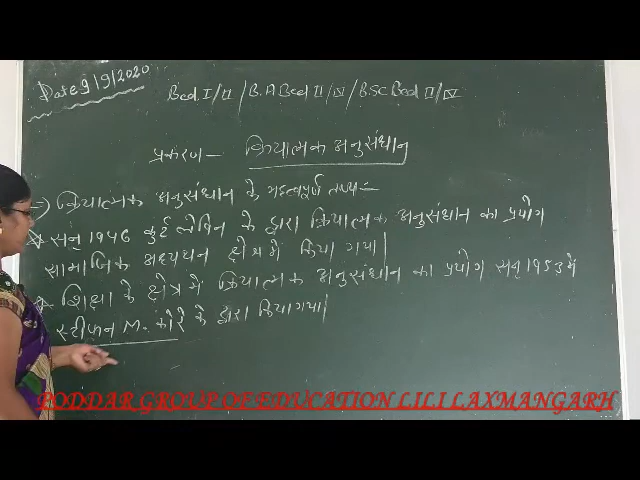 Date 9/9/2020
Bed. I/II / B.A Bed II/IV / B.SC Bed II/IV
प्रकरण— क्रियात्मक अनुसंधान
=) क्रियात्मक अनुसंधान के महत्वपूर्ण तथ्य:-
* सन् 1946 कुर्ट लेविन के द्वारा क्रियात्मक अनुसंधान का प्रयोग
सामाजिक अध्ययन क्षेत्र में किया गया|
* शिक्षा के क्षेत्र में क्रियात्मक अनुसंधान का प्रयोग सन् 1953 में
स्टीफन M. कोरे के द्वारा किया गया|
PODDAR GROUP OF EDUCATION LILI LAXMANGARH